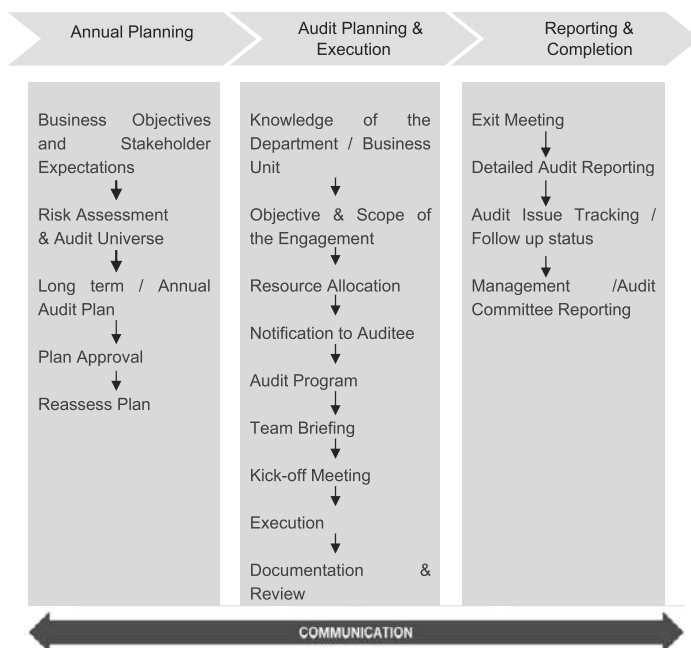 Annual Planning
Audit Planning &
Execution
Reporting &
Completion
Business Objectives
and Stakeholder
Expectations
Risk Assessment
& Audit Universe
Long term / Annual
Audit Plan
Plan Approval
Reassess Plan
Knowledge of the
Department / Business
Unit
Objective & Scope of
the Engagement
Resource Allocation
Notification to Auditee
Audit Program
Team Briefing
Kick-off Meeting
Execution
Documentation &
Review
Exit Meeting
Detailed Audit Reporting
Audit Issue Tracking /
Follow up status
Management /Audit
Committee Reporting
COMMUNICATION